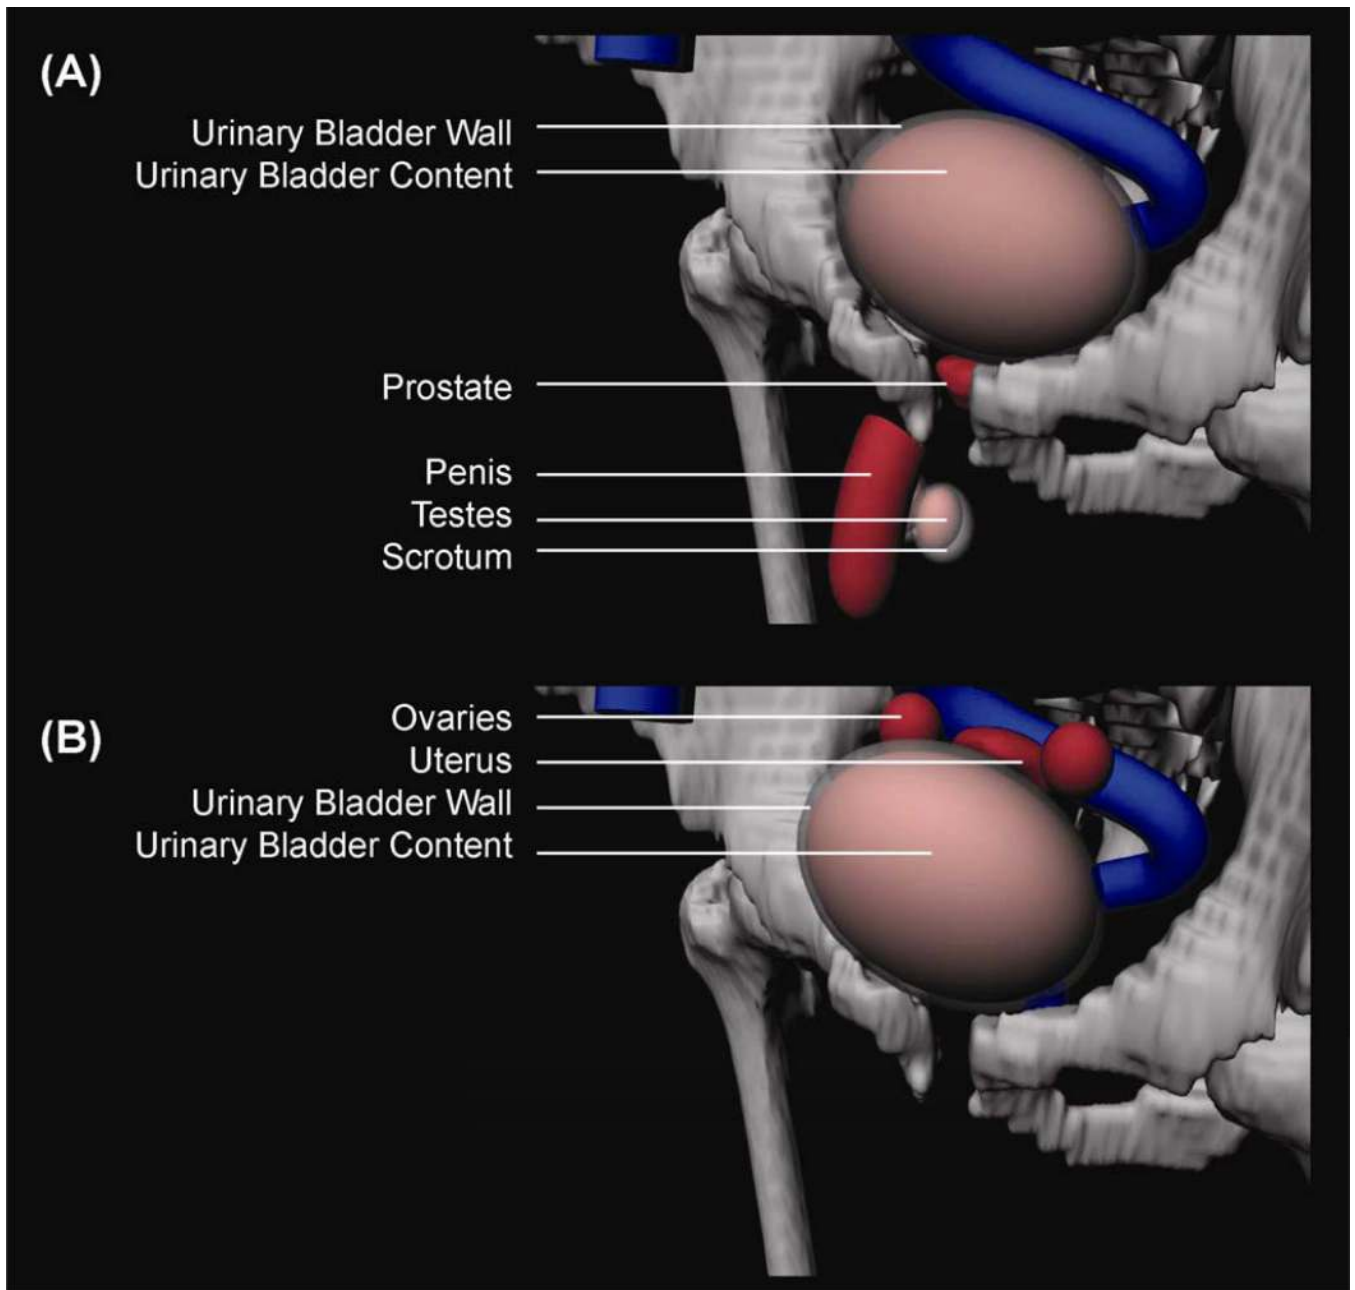 (A)
Urinary Bladder Wall
Urinary Bladder Content
Prostate
Penis
Testes
Scrotum
(B)
Ovaries
Uterus
Urinary Bladder Wall
Urinary Bladder Content